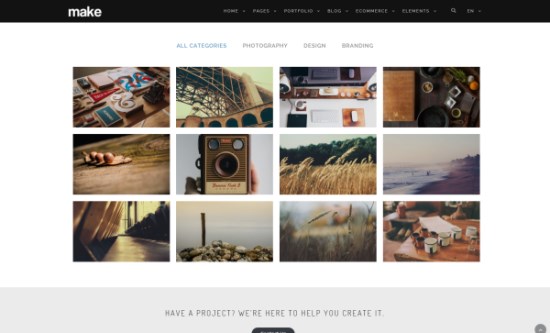 make
HOME PAGES PORTFOLIO BLOG ECOMMERCE ELEMENTS EN
ALL CATEGORIES PHOTOGRAPHY DESIGN BRANDING
HAVE A PROJECT? WE'RE HERE TO HELP YOU CREATE IT.